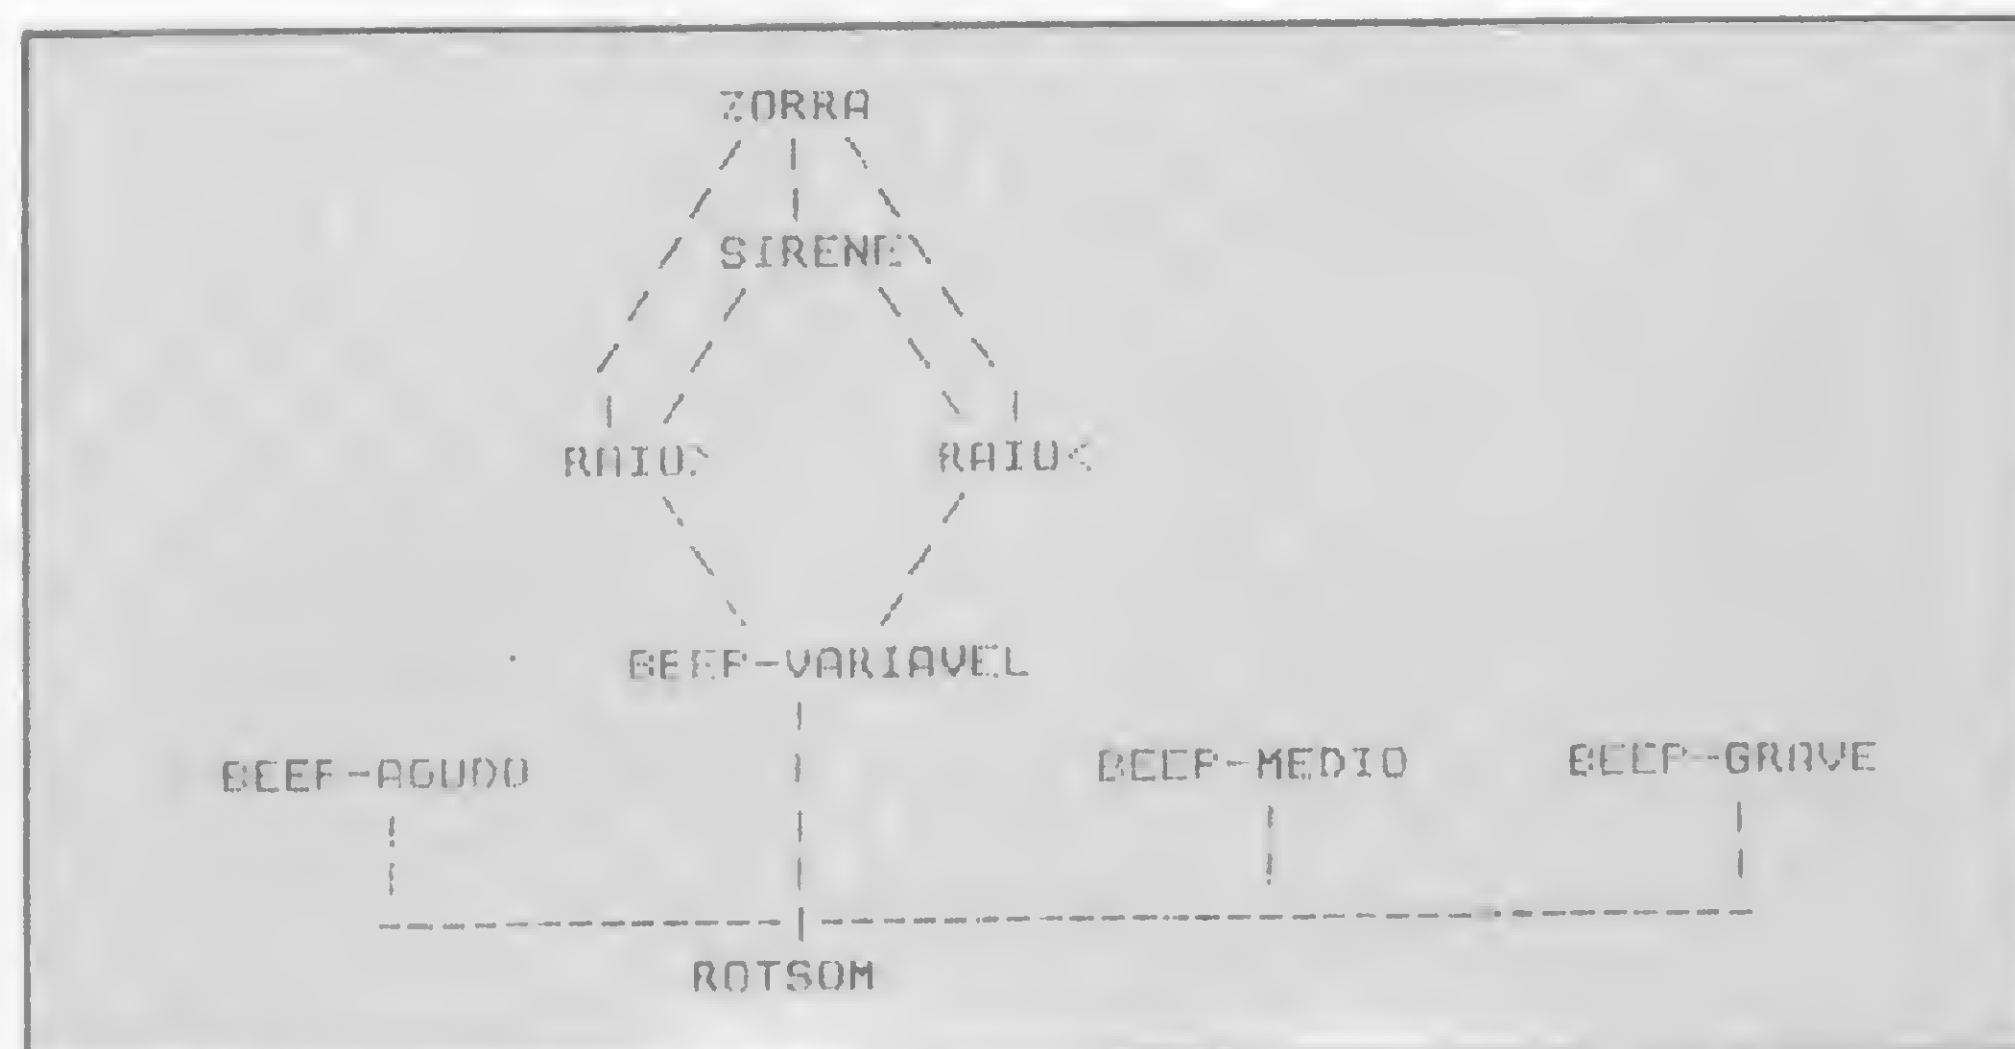 ZORRA
SIRENE
RAIO> RAIO<
BEEP-VARIAVEL
BEEP-AGUDO BEEP-MEDIO BEEP-GRAVE
ROTSOM